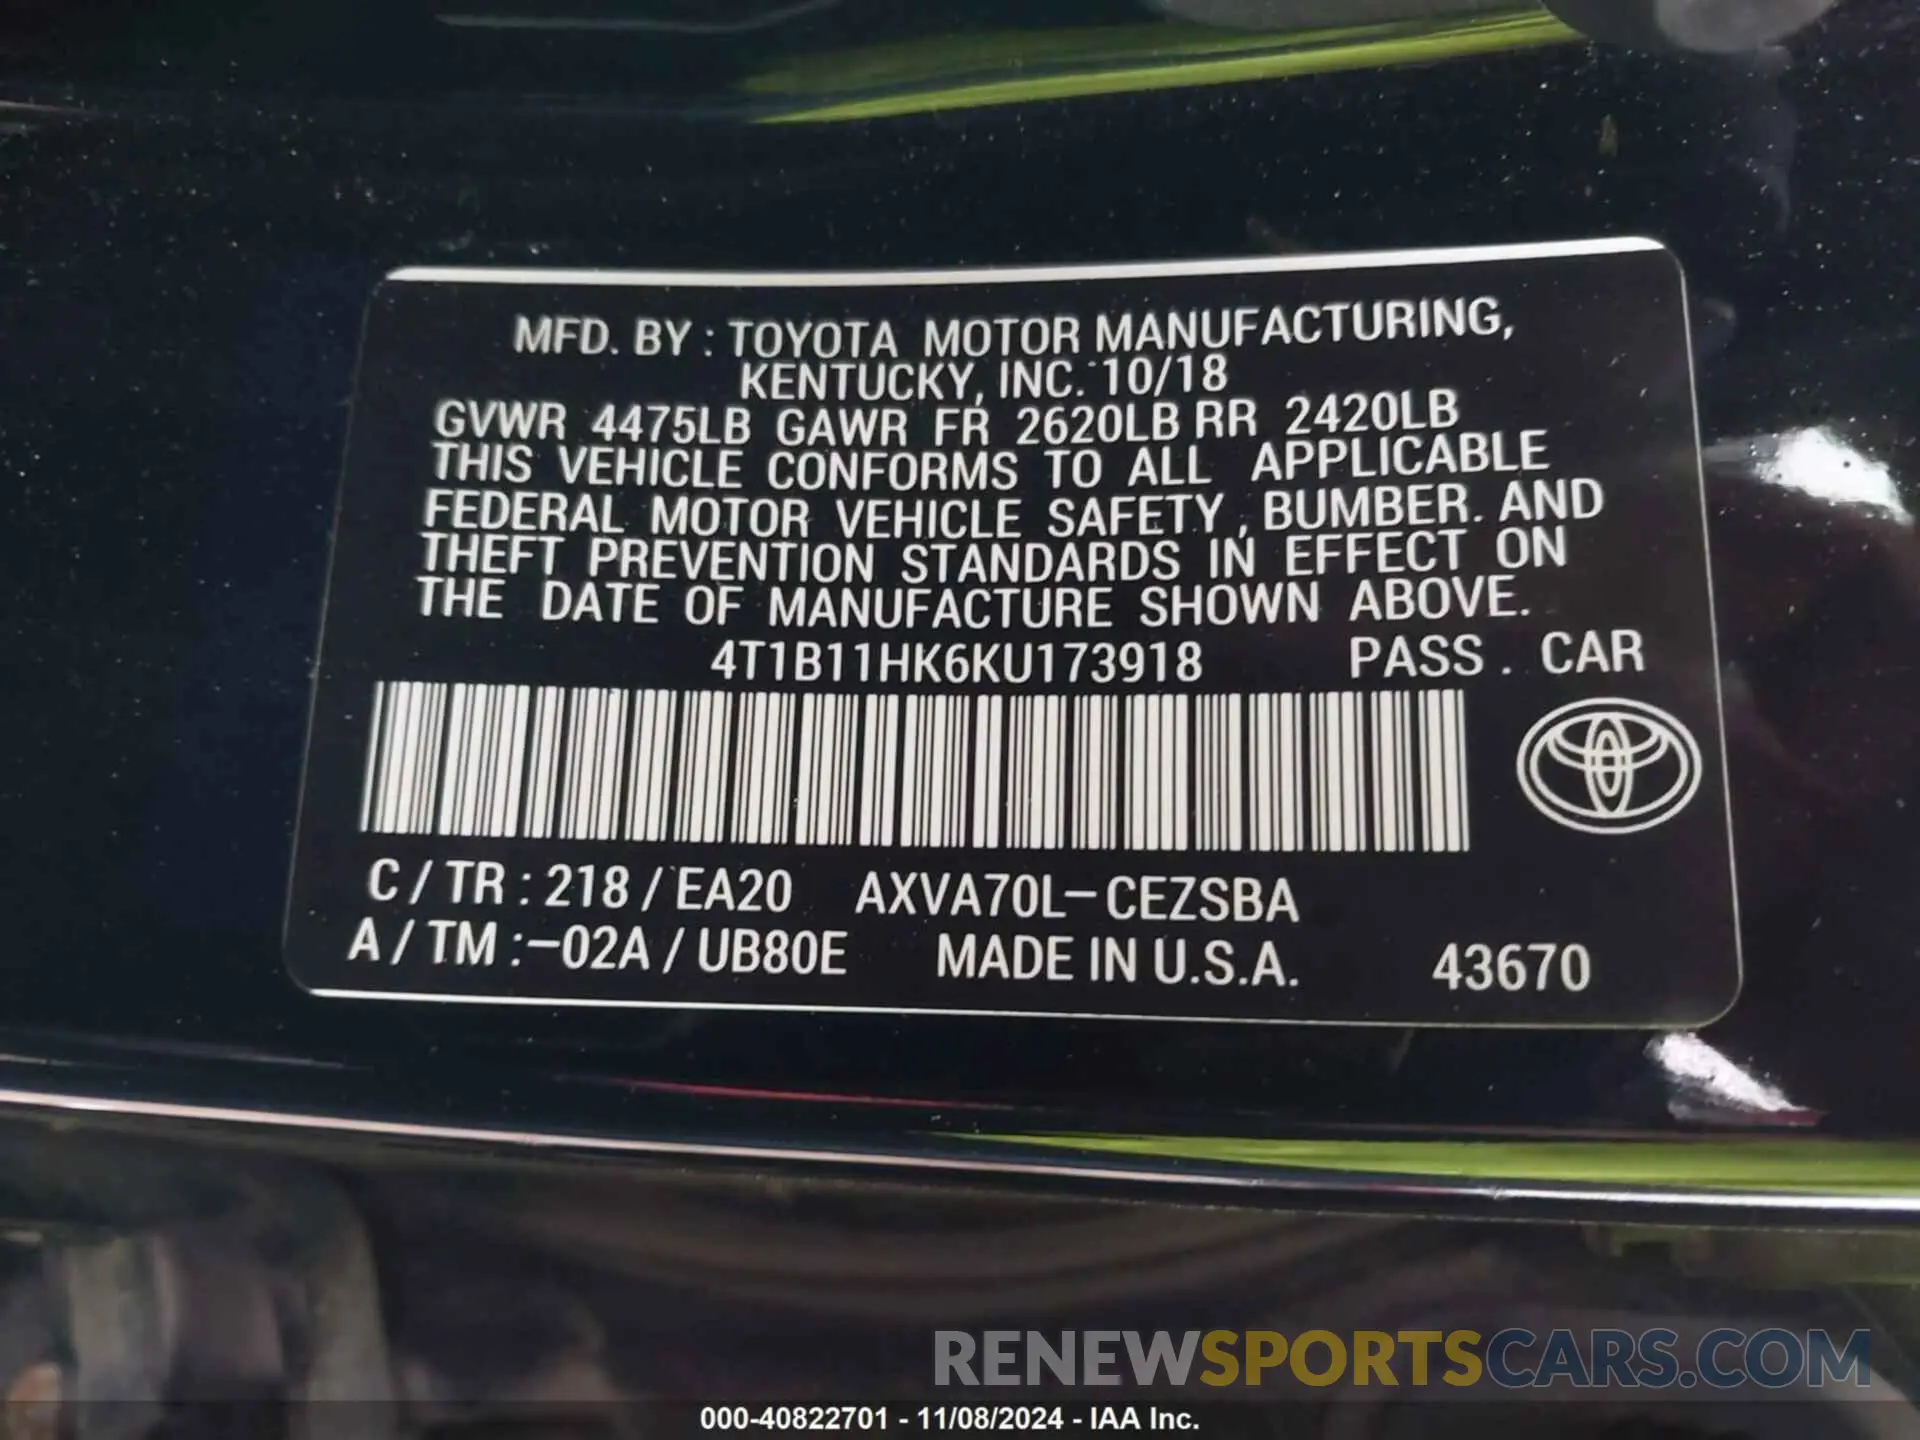 MFD. BY : TOYOTA MOTOR MANUFACTURING,
KENTUCKY, INC. 10/18
GVWR 4475LB GAWR FR 2620LB RR 2420LB
THIS VEHICLE CONFORMS TO ALL APPLICABLE
FEDERAL MOTOR VEHICLE SAFETY, BUMBER. AND
THEFT PREVENTION STANDARDS IN EFFECT ON
THE DATE OF MANUFACTURE SHOWN ABOVE.
4T1B11HK6KU173918 PASS. CAR
C / TR : 218 / EA20 AXVA70L-CEZSBA
A / TM :-02A / UB80E MADE IN U.S.A. 43670
RENEWSPORTSCARS.COM
000-40822701 - 11/08/2024 - IAA Inc.